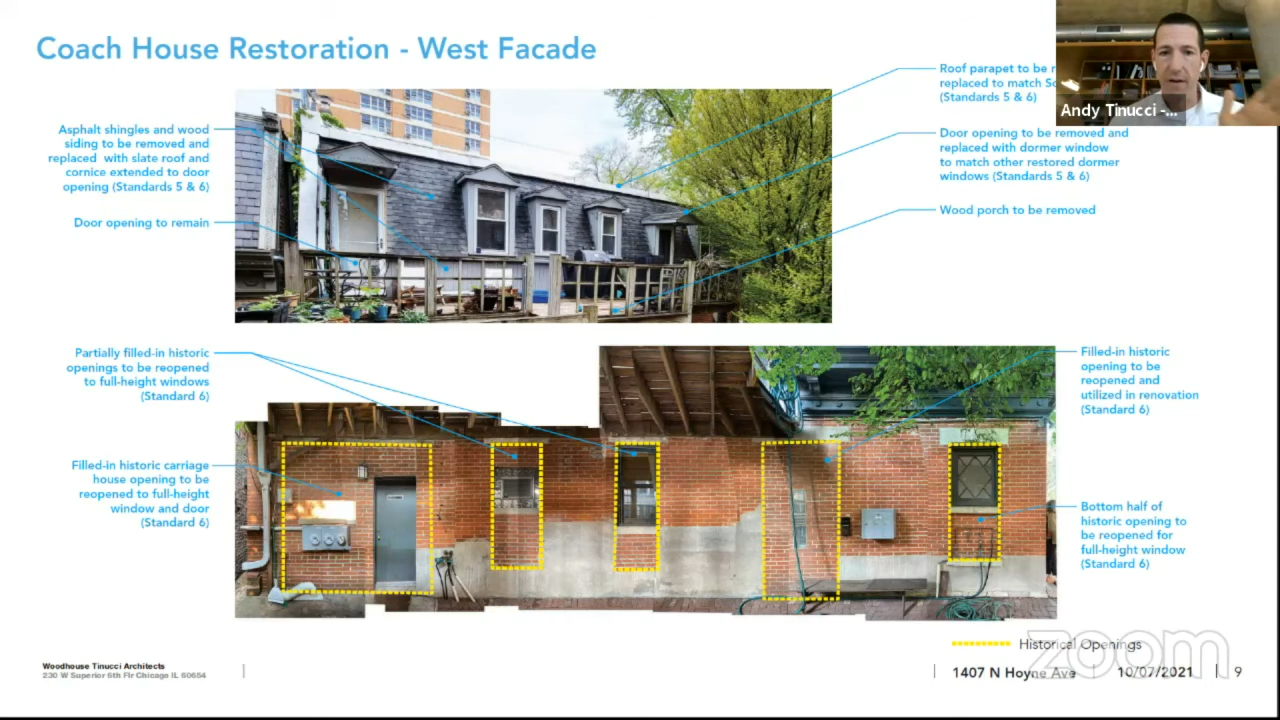 Coach House Restoration - West Facade
Andy Tinucci -...
Asphalt shingles and wood
siding to be removed and
replaced with slate roof and
cornice extended to door
opening (Standards 5 & 6)
Door opening to remain
Roof parapet to be
replaced to match
(Standards 5 & 6)
Door opening to be removed and
replaced with dormer window
to match other restored dormer
windows (Standards 5 & 6)
Wood porch to be removed
Partially filled-in historic
openings to be reopened
to full-height windows
(Standard 6)
Filled-in historic carriage
house opening to be
reopened to full-height
window and door
(Standard 6)
Filled-in historic
opening to be
reopened and
utilized in renovation
(Standard 6)
Bottom half of
historic opening to
be reopened for
full-height window
(Standard 6)
Historical Openings
zoom
Woodhouse Tinucci Architects
230 W Superior 6th Flr Chicago IL 60654
1407 N Hoyne Ave | 10/07/2021 | 9